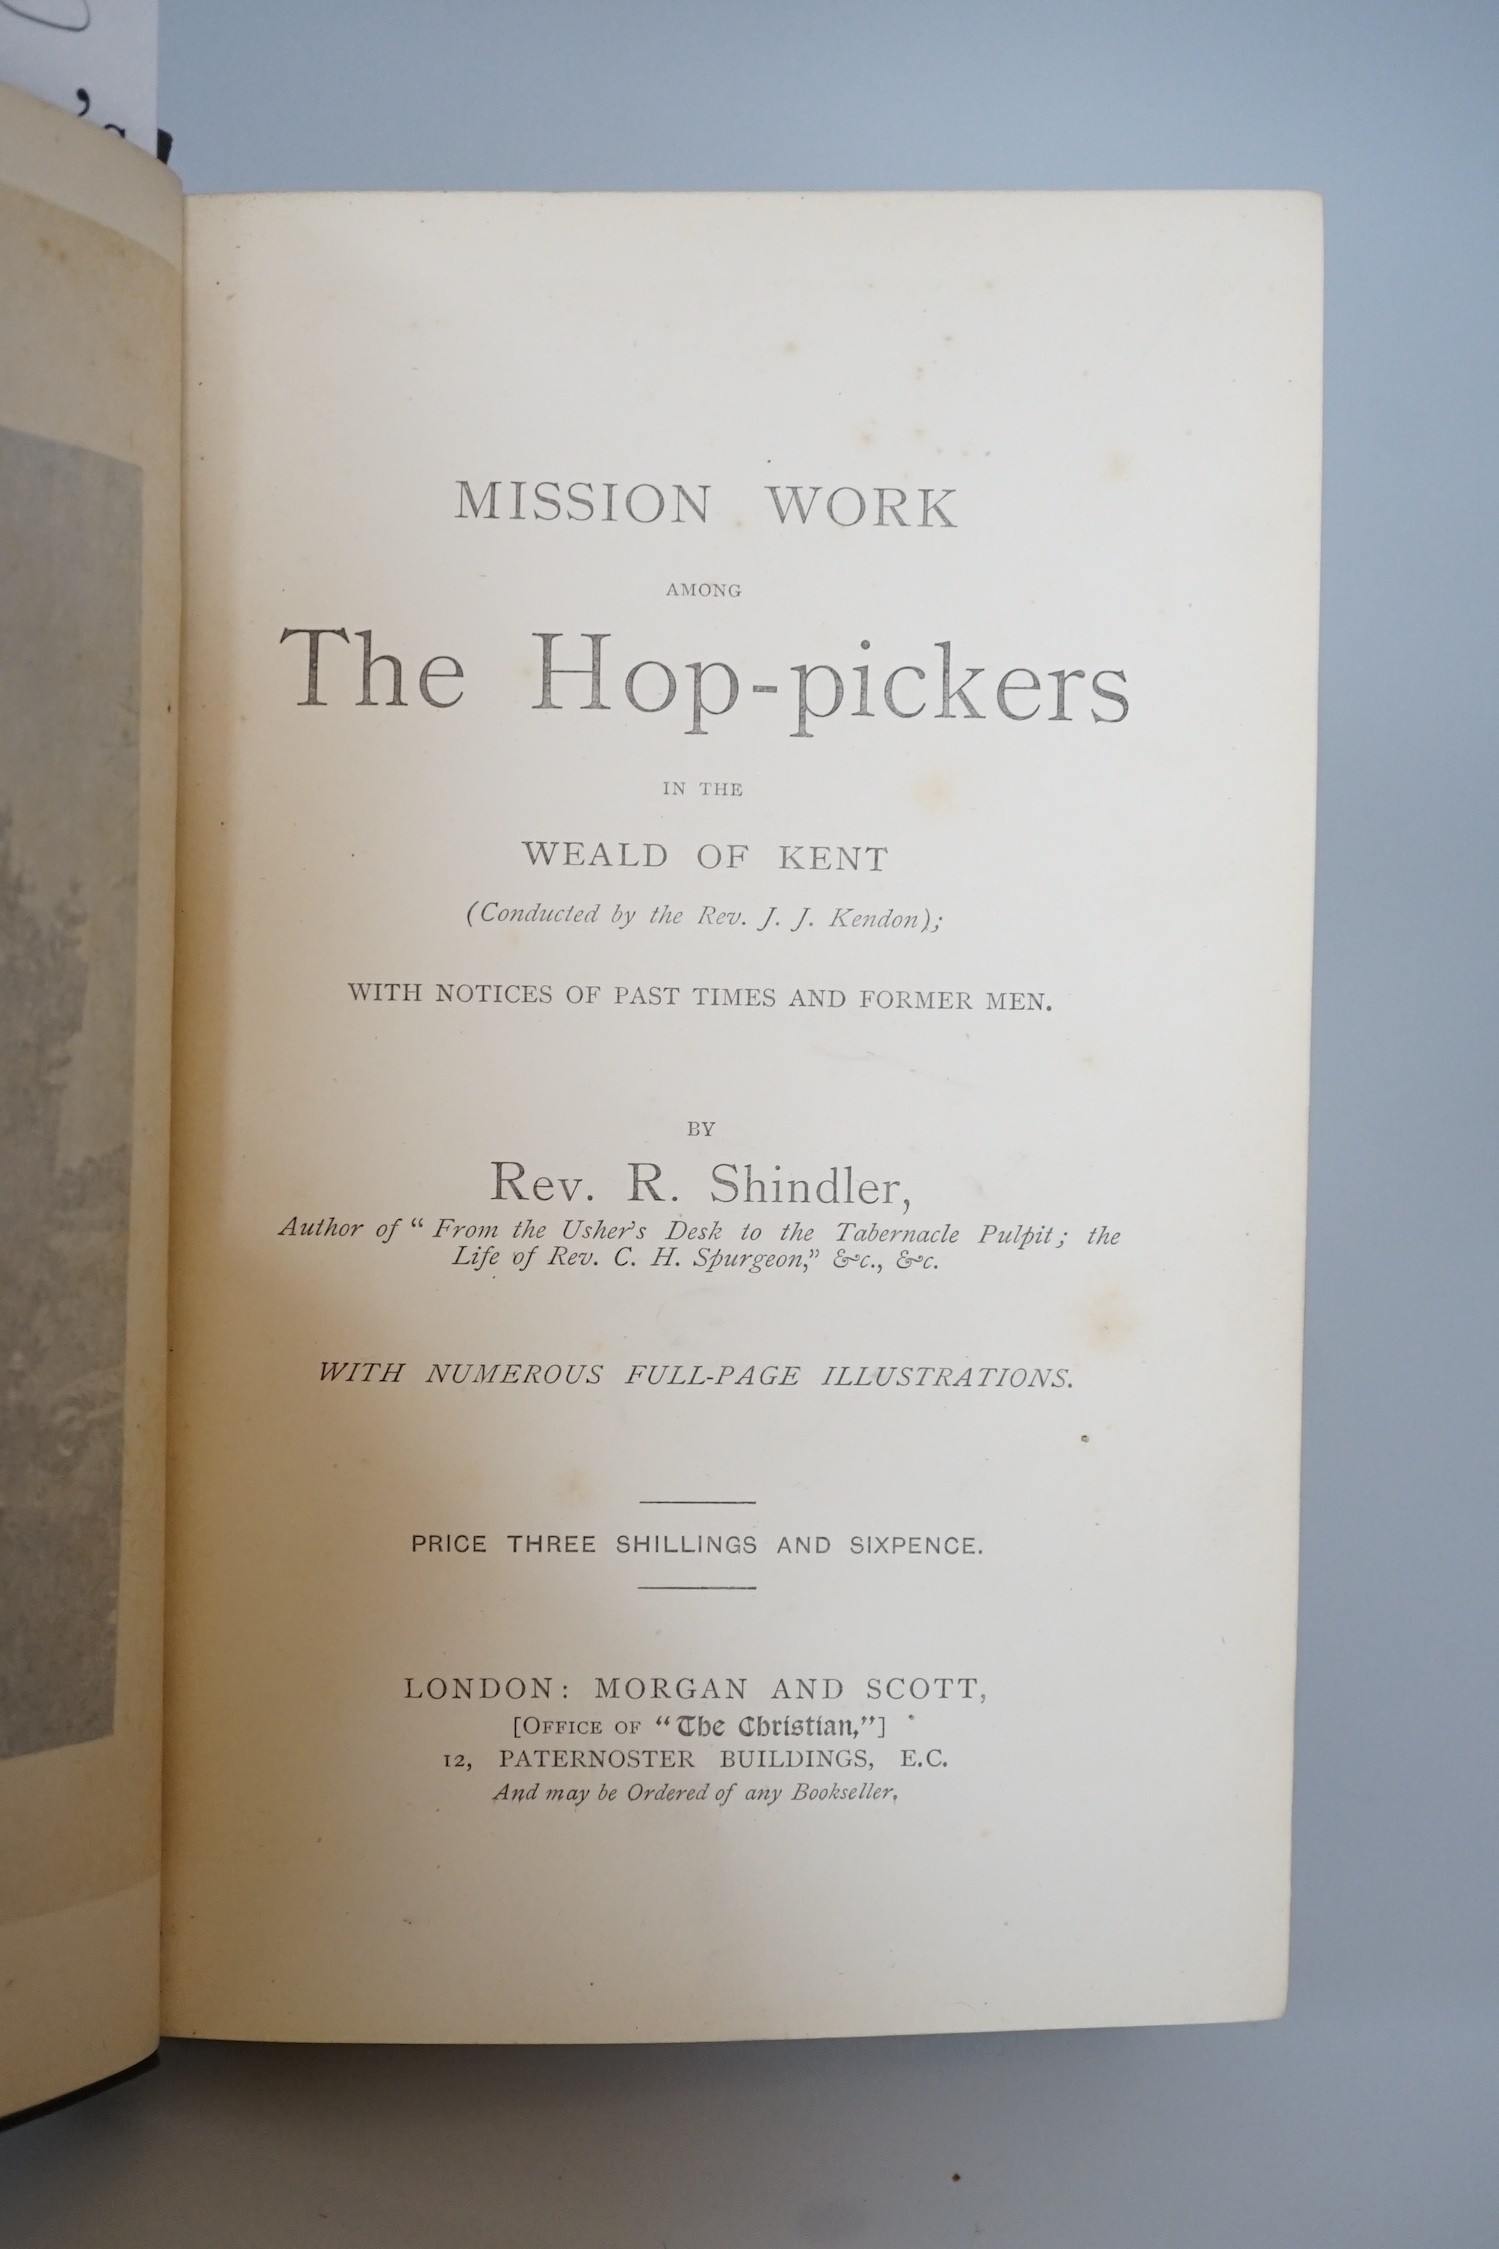 MISSION WORK
AMONG
The Hop-pickers
IN THE
WEALD OF KENT
(Conducted by the Rev. J. J. Kendon);
WITH NOTICES OF PAST TIMES AND FORMER MEN.
BY
Rev. R. Shindler,
Author of “From the Usher’s Desk to the Tabernacle Pulpit; the
Life of Rev. C. H. Spurgeon,” &c., &c.
WITH NUMEROUS FULL-PAGE ILLUSTRATIONS.
PRICE THREE SHILLINGS AND SIXPENCE.
LONDON: MORGAN AND SCOTT,
[OFFICE OF “The Christian,”]
12, PATERNOSTER BUILDINGS, E.C.
And may be Ordered of any Bookseller.